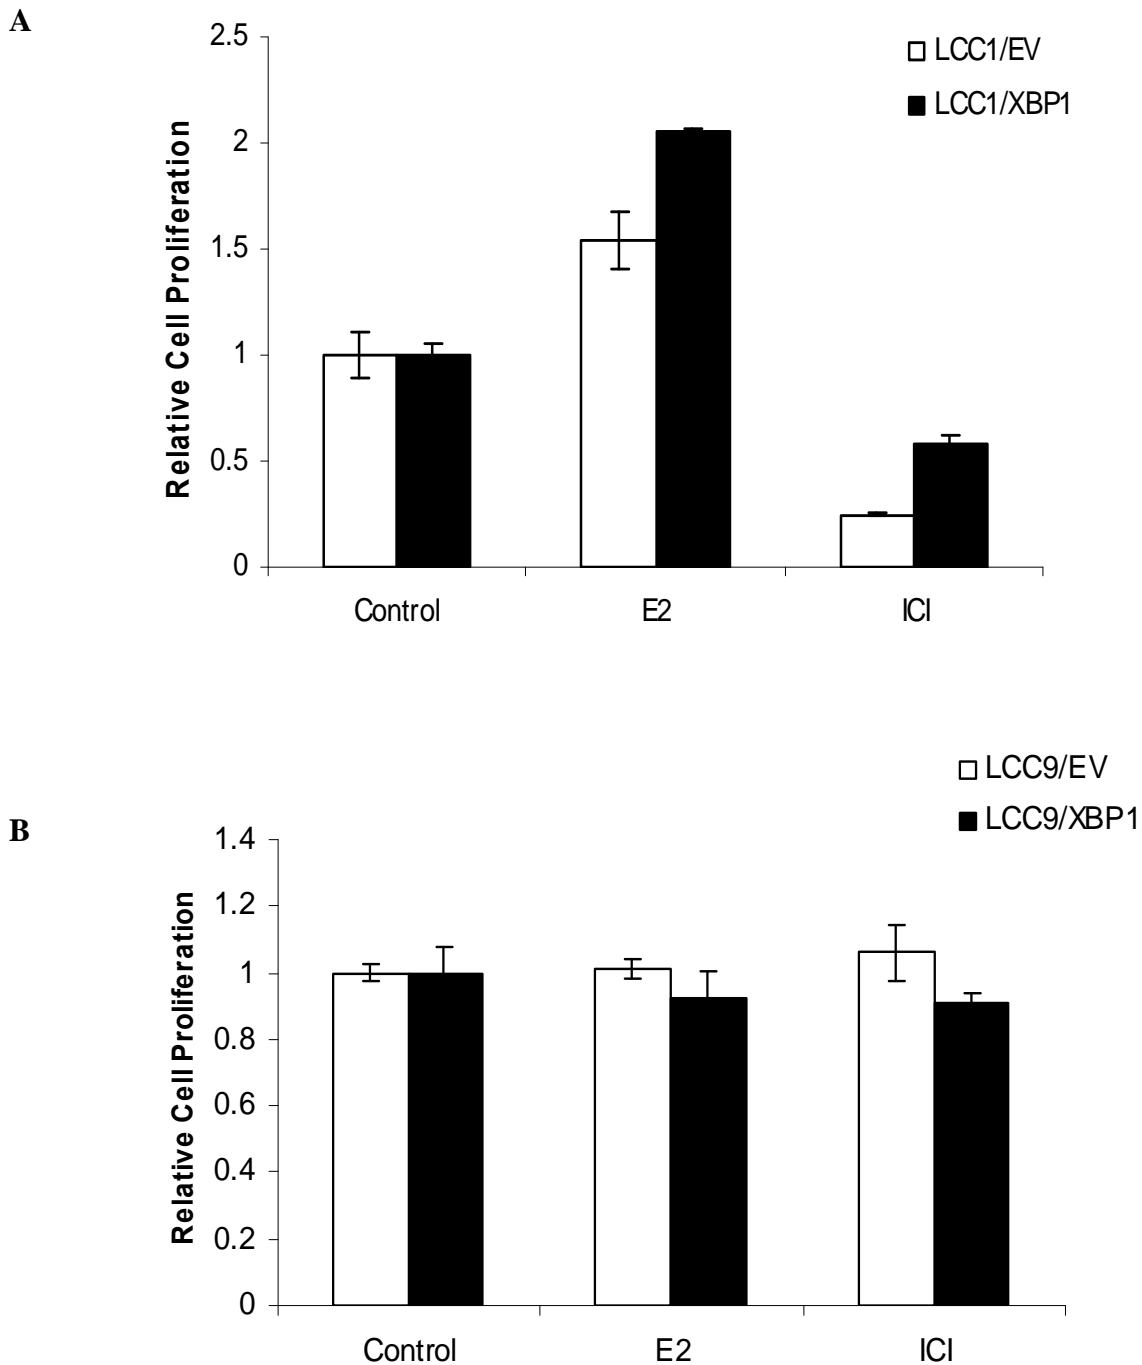 A
LCC1/EV
LCC1/XBP1
Relative Cell Proliferation
2.5
2
1.5
1
0.5
0
Control E2 ICI
B
LCC9/EV
LCC9/XBP1
Relative Cell Proliferation
1.4
1.2
1
0.8
0.6
0.4
0.2
0
Control E2 ICI